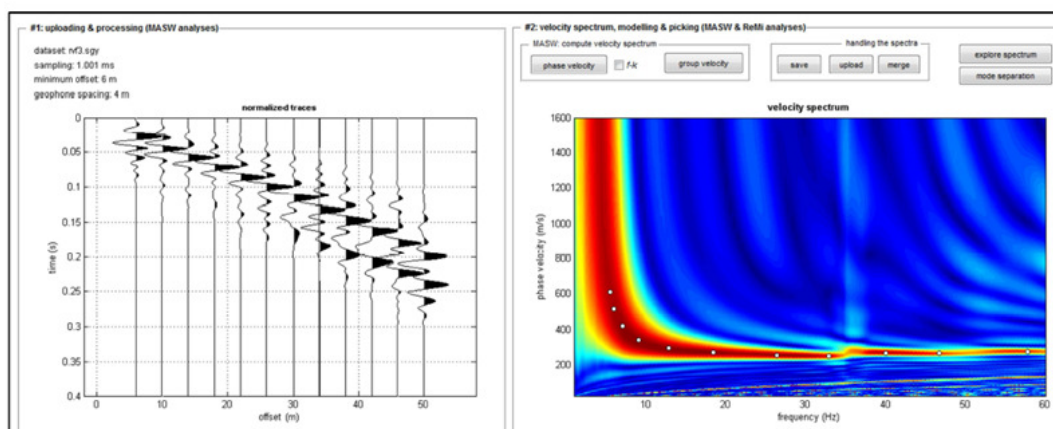 #1: uploading & processing (MASW analyses)
dataset: rvf3.sgy
sampling: 1.001 ms
minimum offset: 6 m
geophone spacing: 4 m
normalized traces
0
0.05
0.1
0.15
0.2
0.25
0.3
0.35
0.4
time (s)
0 10 20 30 40 50
offset (m)
#2: velocity spectrum, modelling & picking (MASW & ReMi analyses)
MASW: compute velocity spectrum
phase velocity
f-k
group velocity
handling the spectra
save upload merge
explore spectrum
mode separation
velocity spectrum
1600
1400
1200
1000
800
600
400
200
phase velocity (m/s)
10 20 30 40 50 60
frequency (Hz)